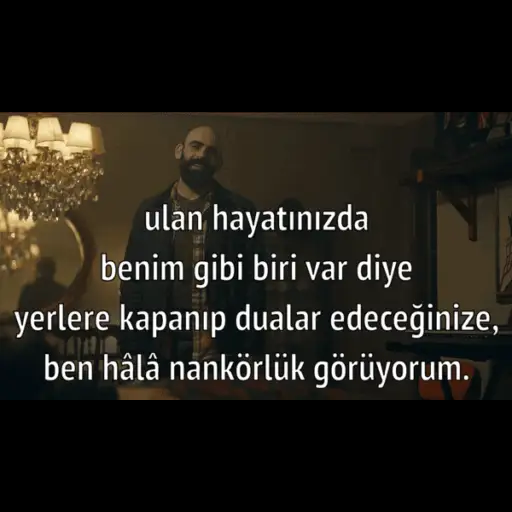 ulan hayatınızda
benim gibi biri var diye
yerlere kapanıp dualar edeceğinize,
ben hâlâ nankörlük görüyorum.